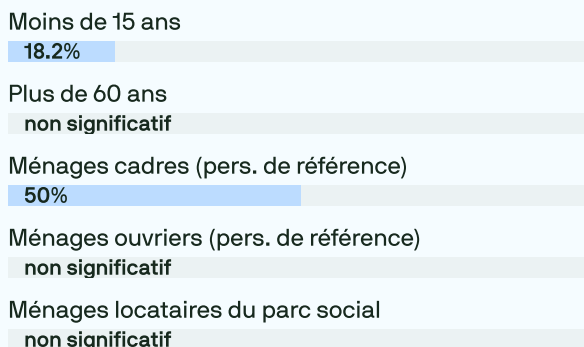 Moins de 15 ans
18.2%
Plus de 60 ans
non significatif
Ménages cadres (pers. de référence)
50%
Ménages ouvriers (pers. de référence)
non significatif
Ménages locataires du parc social
non significatif